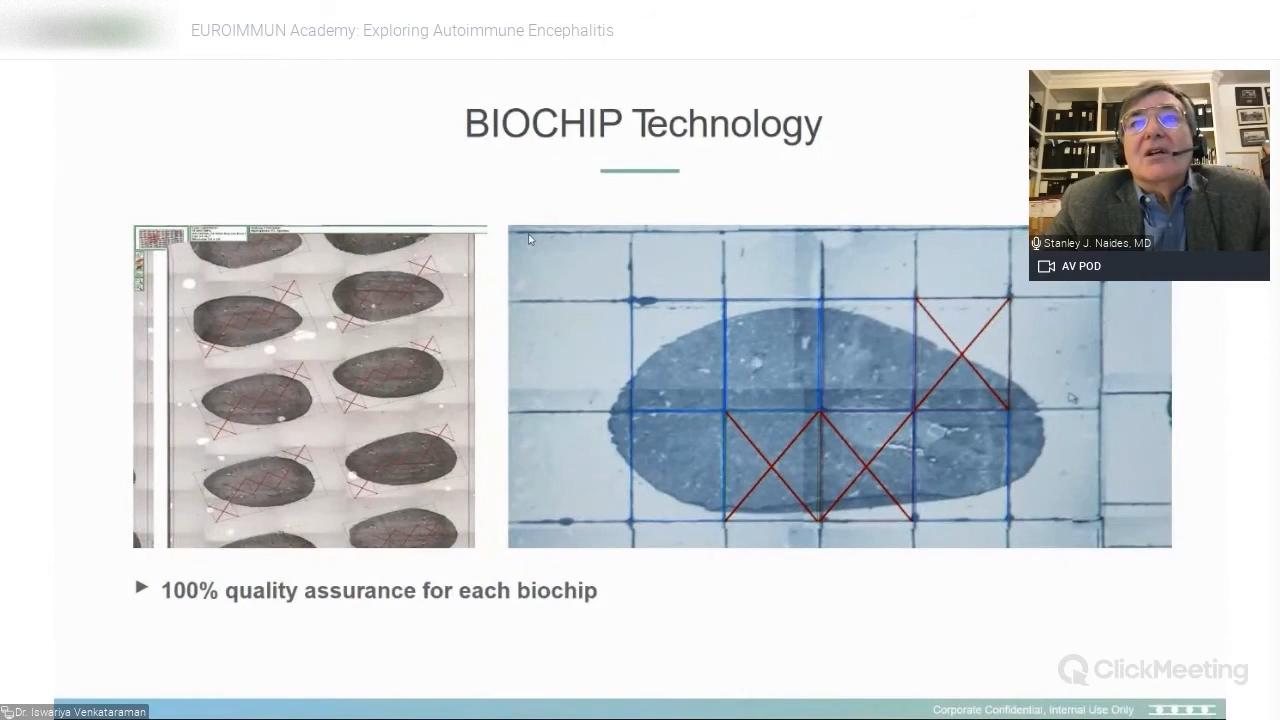 EUROIMMUN Academy: Exploring Autoimmune Encephalitis
BIOCHIP Technology
Stanley J. Naides, MD
AV POD
100% quality assurance for each biochip
ClickMeeting
Corporate Confidential, Internal Use Only
Dr. Iswariya Venkataraman